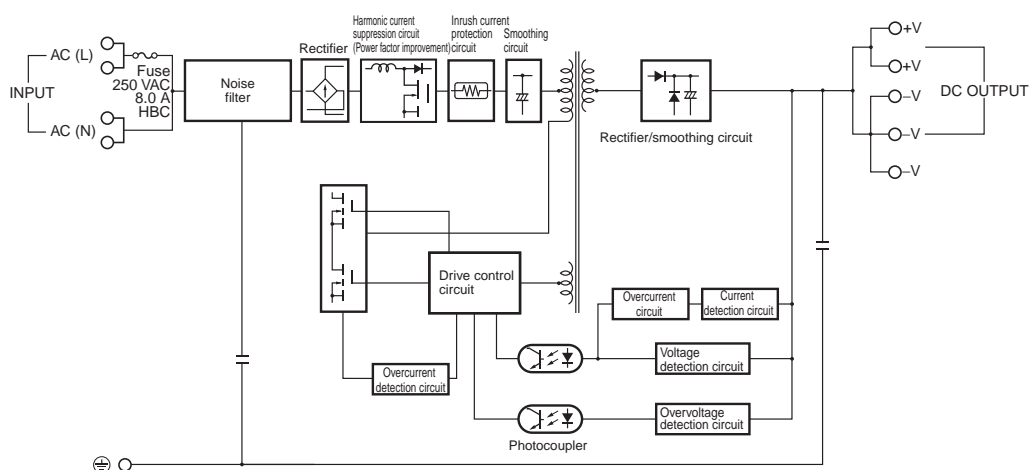 INPUT
AC (L)
AC (N)
Fuse
250 VAC
8.0 A
HBC
Noise
filter
Rectifier
Harmonic current
suppression circuit
(Power factor improvement)
Inrush current
protection
circuit
Smoothing
circuit
Rectifier/smoothing circuit
+V
+V
–V
–V
–V
DC OUTPUT
Drive control
circuit
Overcurrent
circuit
Current
detection circuit
Voltage
detection circuit
Overcurrent
detection circuit
Overvoltage
detection circuit
Photocoupler